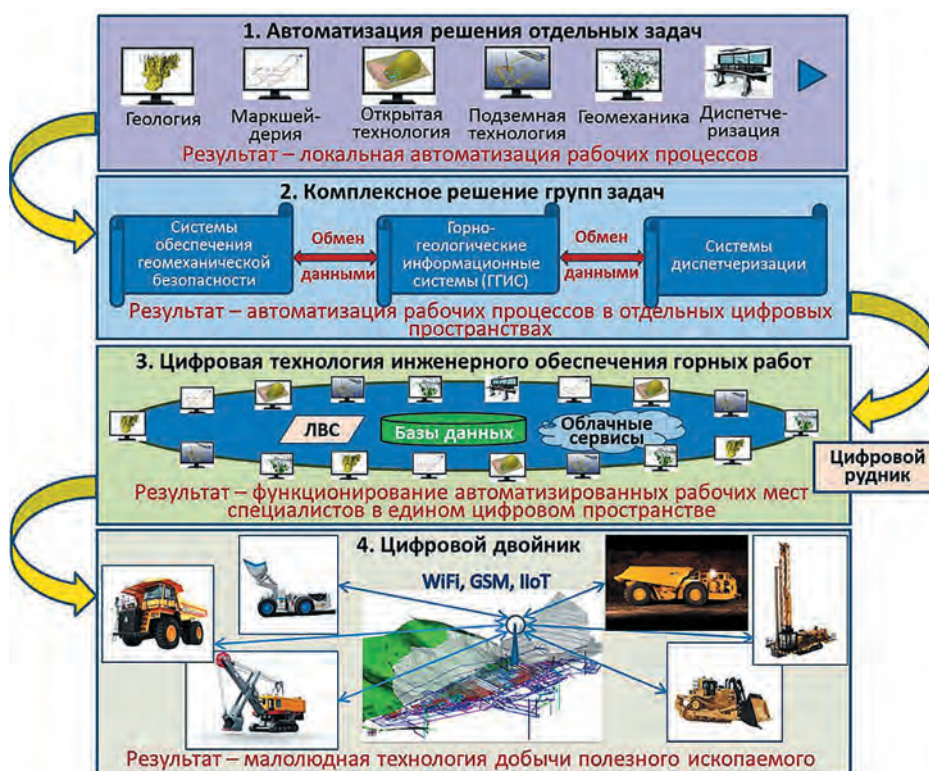 1. Автоматизация решения отдельных задач
Геология
Маркшей-
дерия
Открытая
технология
Подземная
технология
Геомеханика
Диспетче-
ризация
Результат – локальная автоматизация рабочих процессов
2. Комплексное решение групп задач
Системы
обеспечения
геомеханической
безопасности
Обмен
данными
Горно-
геологические
информационные
системы (ГГИС)
Обмен
данными
Системы
диспетчеризации
Результат – автоматизация рабочих процессов в отдельных цифровых
пространствах
3. Цифровая технология инженерного обеспечения горных работ
ЛВС
Базы данных
Облачные
сервисы
Цифровой
рудник
Результат – функционирование автоматизированных рабочих мест
специалистов в едином цифровом пространстве
4. Цифровой двойник
WiFi, GSM, IIoT
Результат – малолюдная технология добычи полезного ископаемого